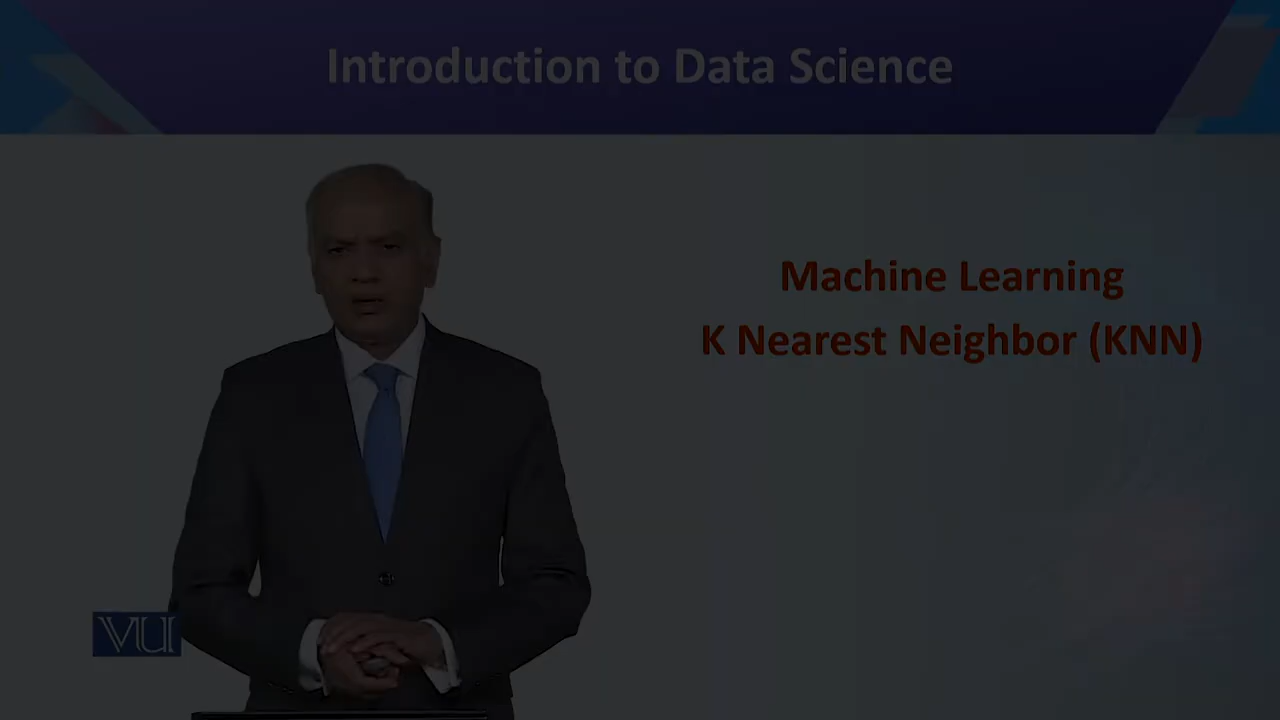 Introduction to Data Science
Machine Learning
K Nearest Neighbor (KNN)
VU